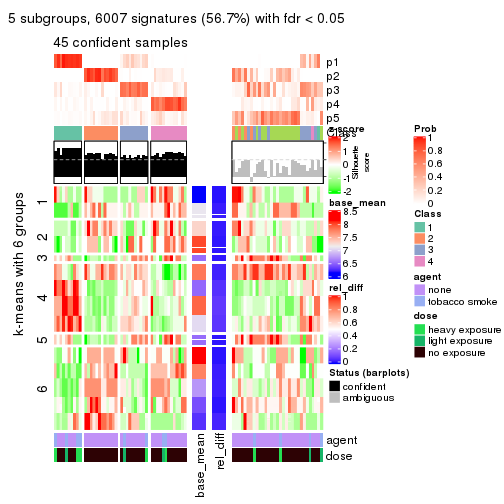 5 subgroups, 6007 signatures (56.7%) with fdr < 0.05
45 confident samples
p1
p2
p3
p4
p5
Class
Silhouette
score
k-means with 6 groups
1
2
3
4
5
6
base_mean
rel_diff
agent
dose
z-score
2
1
0
-1
-2
base_mean
8.5
8
7.5
7
6.5
6
rel_diff
1
0.8
0.6
0.4
0.2
0
Status (barplots)
confident
ambiguous
Prob
1
0.8
0.6
0.4
0.2
0
Class
1
2
3
4
agent
none
tobacco smoke
dose
heavy exposure
light exposure
no exposure